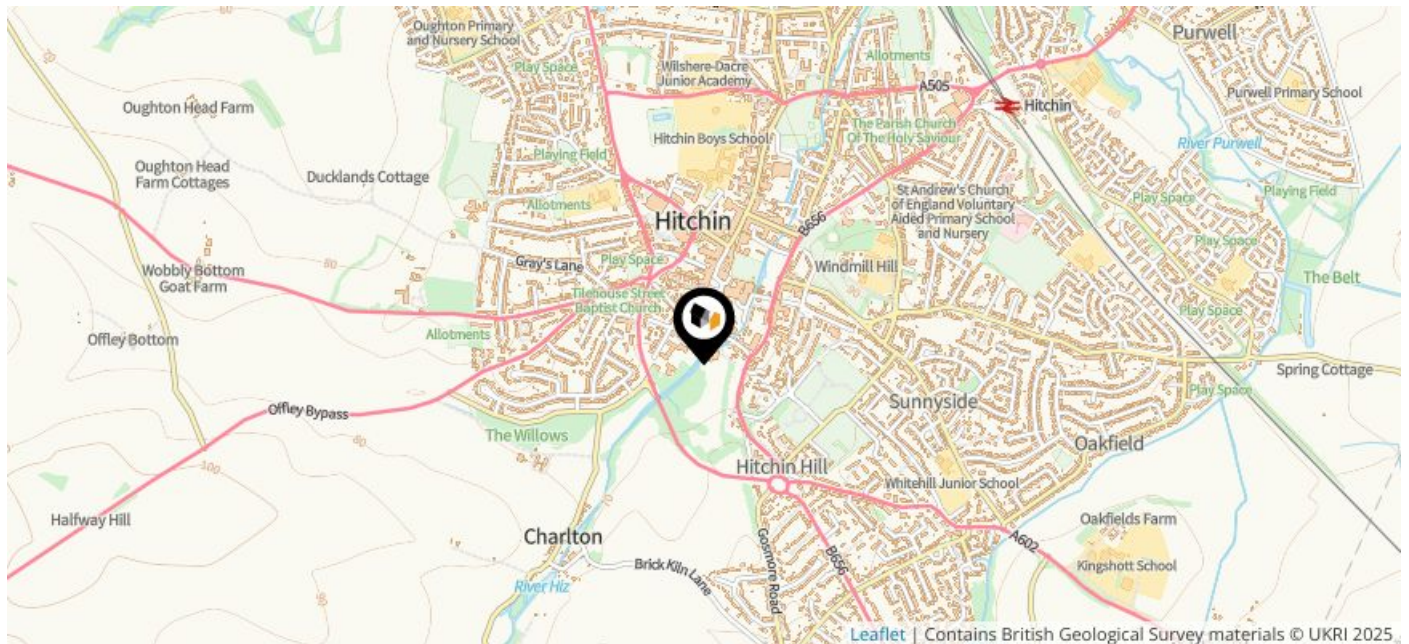 Oughton Primary
and Nursery School
Purwell
Play Space
Wilshere-Dacre
Junior Academy
Allotments
A505
Hitchin
Purwell Primary School
Oughton Head Farm
The Parish Church
Of The Holy Saviour
Hitchin Boys School
River Purwell
Playing Field
Oughton Head
Farm Cottages
Ducklands Cottage
St Andrew's Church
of England Voluntary
Aided Primary School
and Nursery
Play Space
Playing Field
Allotments
Hitchin
B656
Play Space
80
Gray's Lane
Play Space
Windmill Hill
Wobbly Bottom
Goat Farm
The Belt
Tilehouse Street
Baptist Church
Play Space
Offley Bottom
Allotments
Spring Cottage
Play Space
Offley Bypass
Sunnyside
80
The Willows
Oakfield
100
Hitchin Hill
Whitehill Junior School
Halfway Hill
Oakfields Farm
Charlton
A602
Gosmore Road
B656
Brick Kiln Lane
Kingshott School
River Hiz
Leaflet | Contains British Geological Survey materials © UKRI 2025